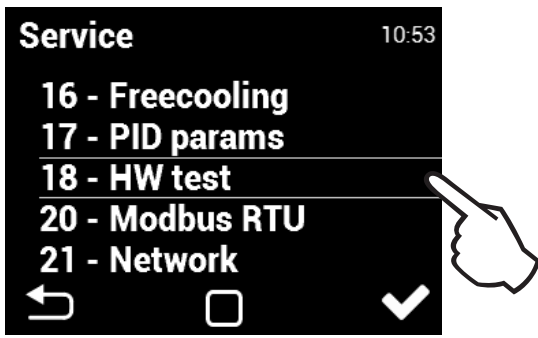 Service 10:53
16 - Freecooling
17 - PID params
18 - HW test
20 - Modbus RTU
21 - Network